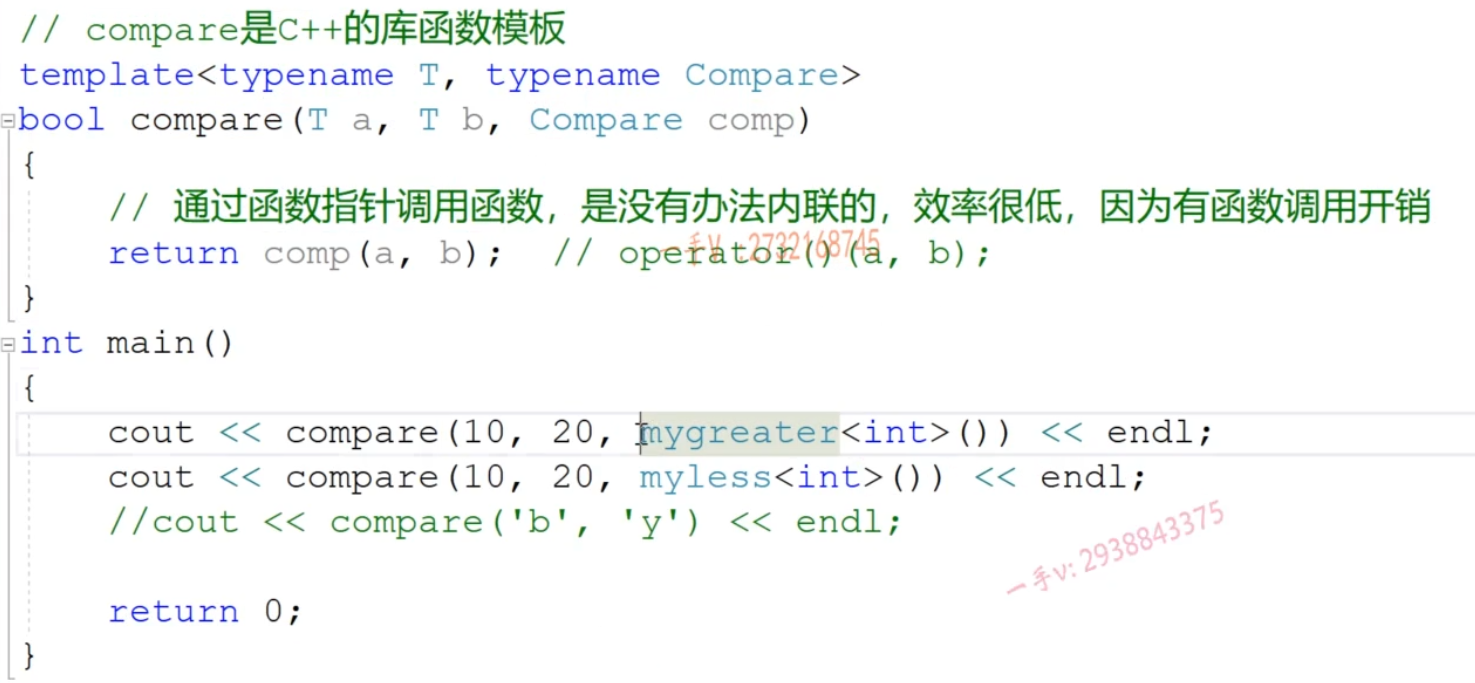 // compare是C++的库函数模板
template<typename T, typename Compare>
bool compare(T a, T b, Compare comp)
{
// 通过函数指针调用函数，是没有办法内联的，效率很低，因为有函数调用开销
return comp(a, b); // operator()(a, b);
一手V:2732168745
}
int main()
{
cout << compare(10, 20, mygreater<int>()) << endl;
cout << compare(10, 20, myless<int>()) << endl;
//cout << compare('b', 'y') << endl;
一手v: 2938843375
return 0;
}